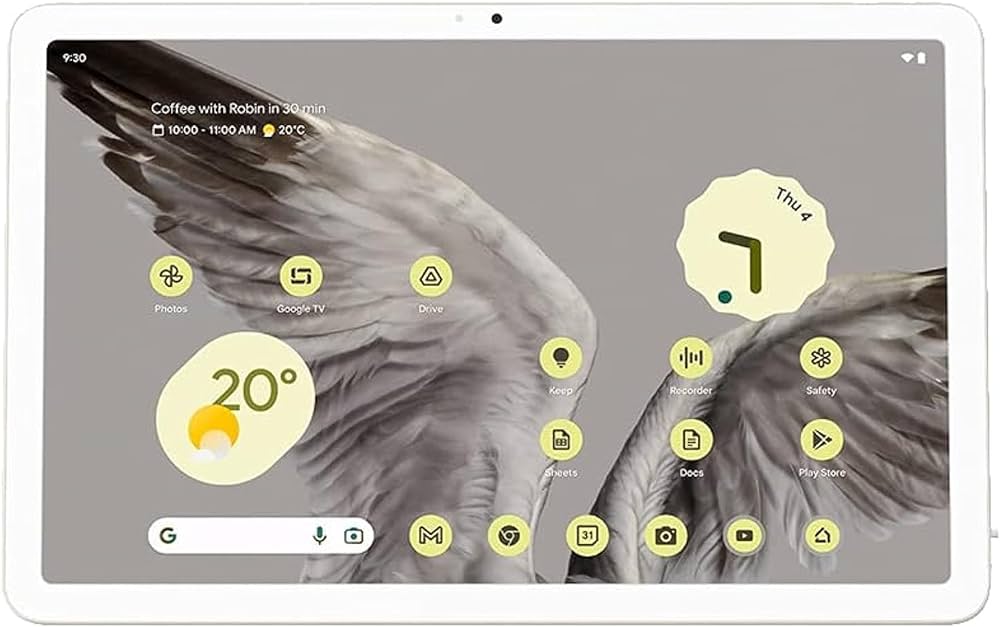 9:30
Coffee with Robin in 30 min
10:00 - 11:00 AM 20°C
Thu 4
Photos
Google TV
Drive
20°
Keep
Recorder
Safety
Sheets
Docs
Play Store
G
31